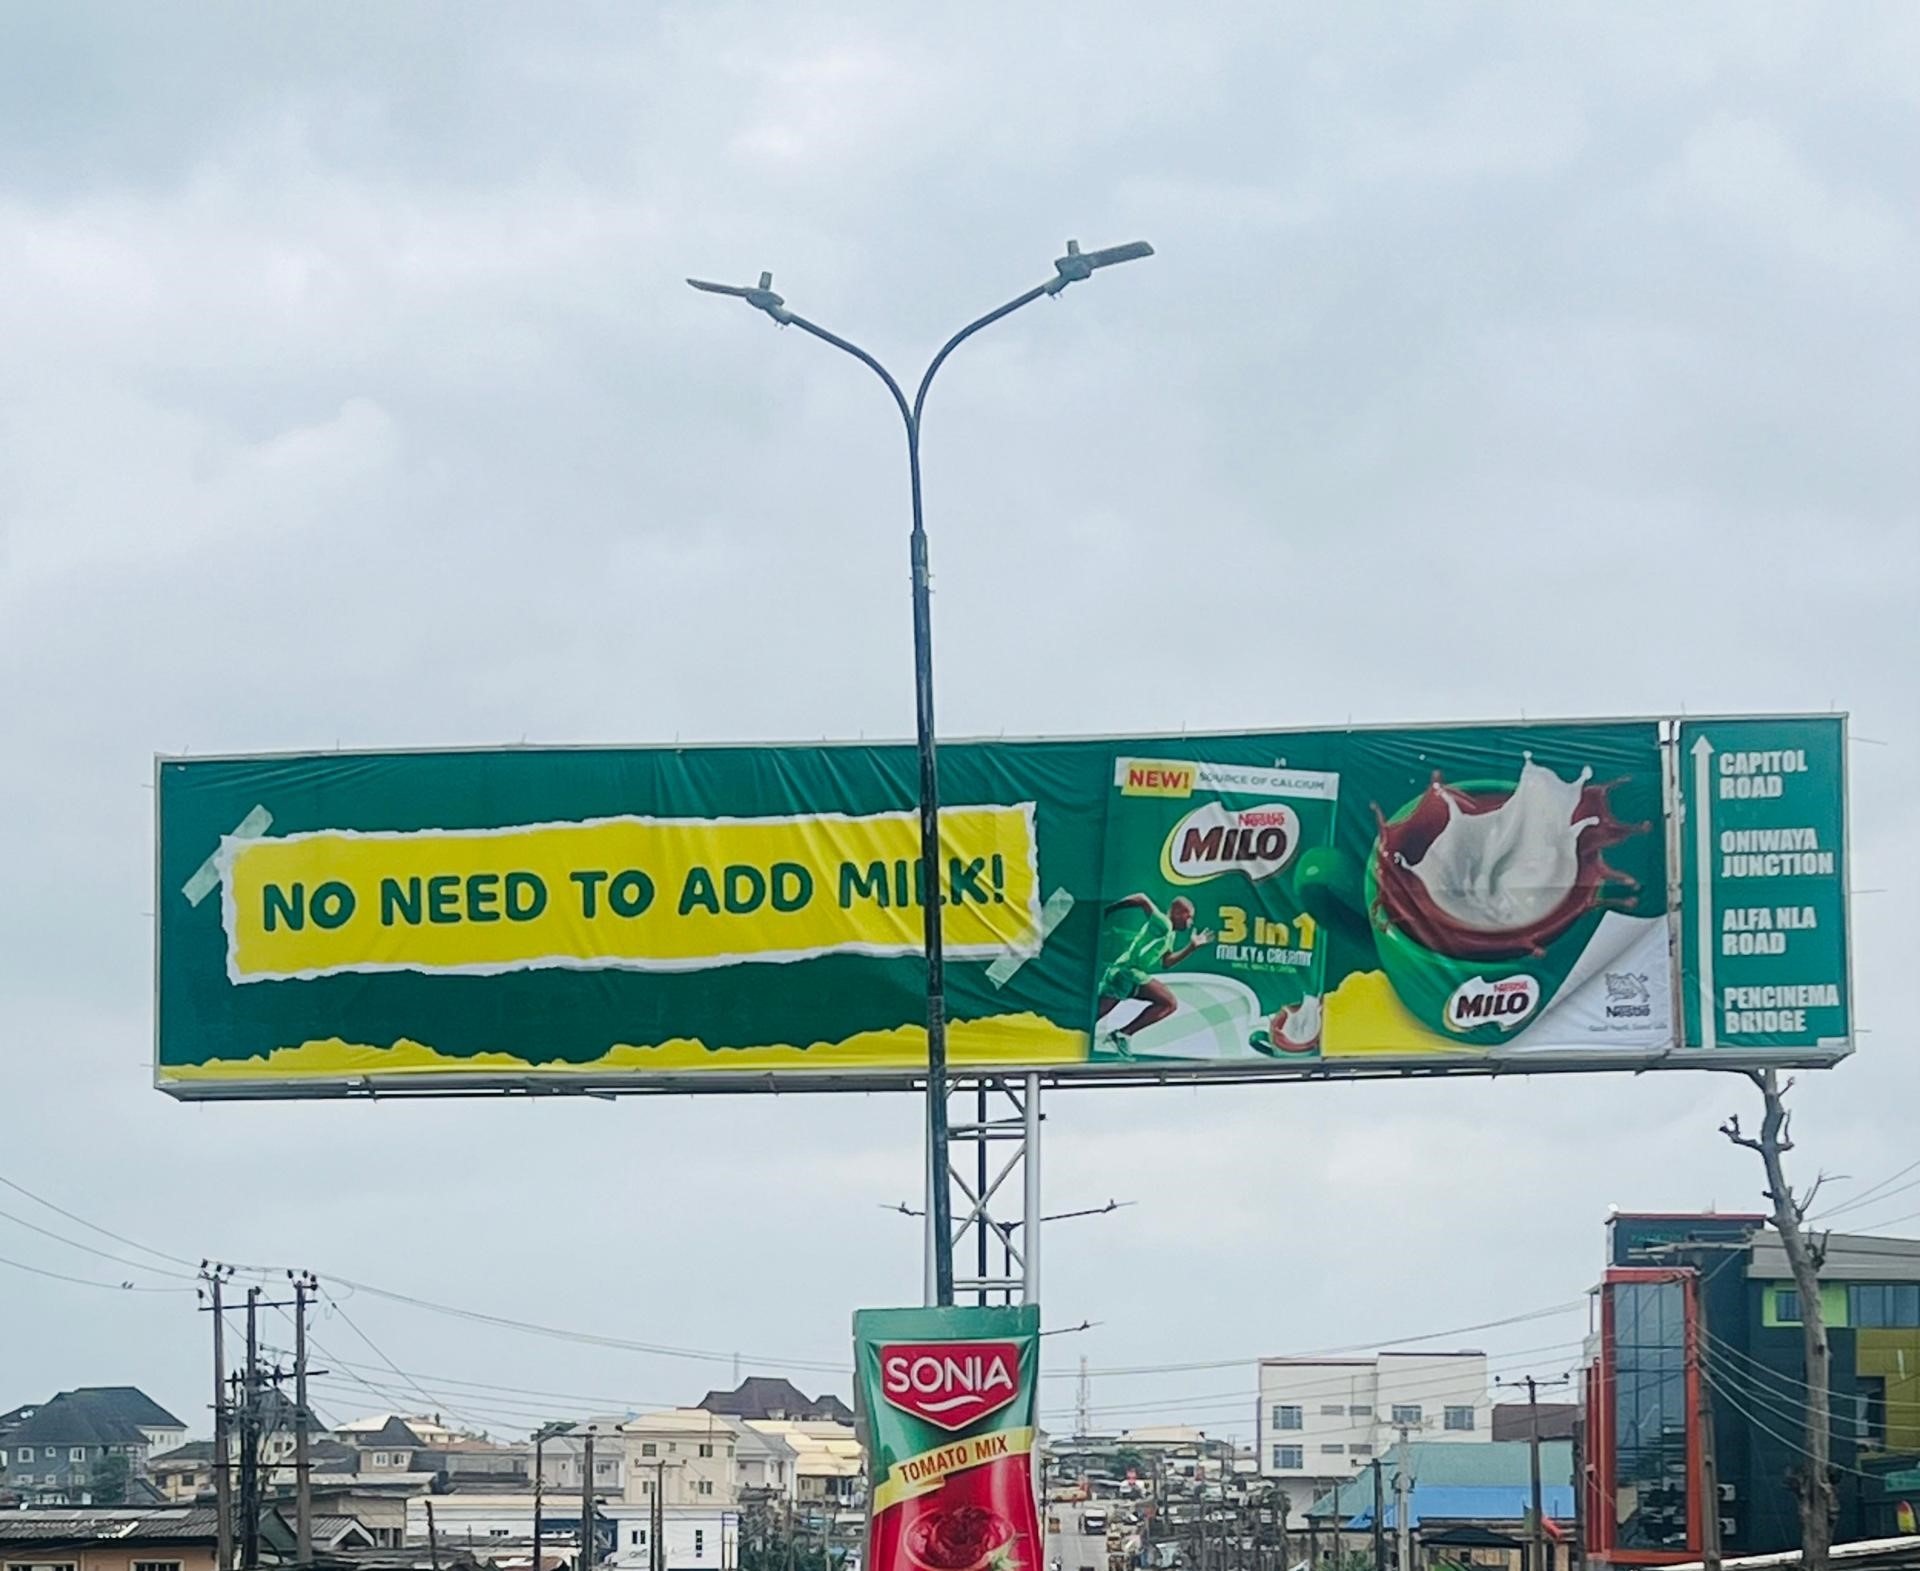 NO NEED TO ADD MILK!
NEW! SOURCE OF CALCIUM
Nestlé
MILO
3 in 1
MILKY & CREAMY
Nestlé
MILO
Nestlé
CAPITOL
ROAD
ONIWAYA
JUNCTION
ALFA NLA
ROAD
PENCINEMA
BRIDGE
SONIA
TOMATO MIX